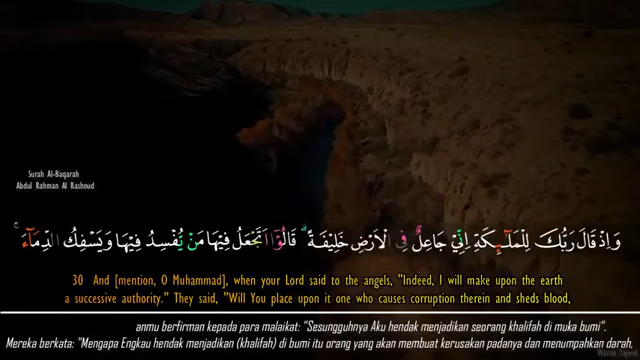 Surah Al-Baqarah
Abdul Rahman Al Rashoud
وَاِذْ قَالَ رَبُّكَ لِلْمَلٰۤىِٕكَةِ اِنِّيْ جَاعِلٌ فِى الْاَرْضِ خَلِيْفَةً ۗ قَالُوْٓا اَتَجْعَلُ فِيْهَا مَنْ يُّفْسِدُ فِيْهَا وَيَسْفِكُ الدِّمَاۤءَۚ
30 And [mention, O Muhammad], when your Lord said to the angels, "Indeed, I will make upon the earth
a successive authority." They said, "Will You place upon it one who causes corruption therein and sheds blood,
anmu berfirman kepada para malaikat: "Sesungguhnya Aku hendak menjadikan seorang khalifah di muka bumi".
Mereka berkata: "Mengapa Engkau hendak menjadikan (khalifah) di bumi itu orang yang akan membuat kerusakan padanya dan menumpahkan darah,
Warna Tajwid